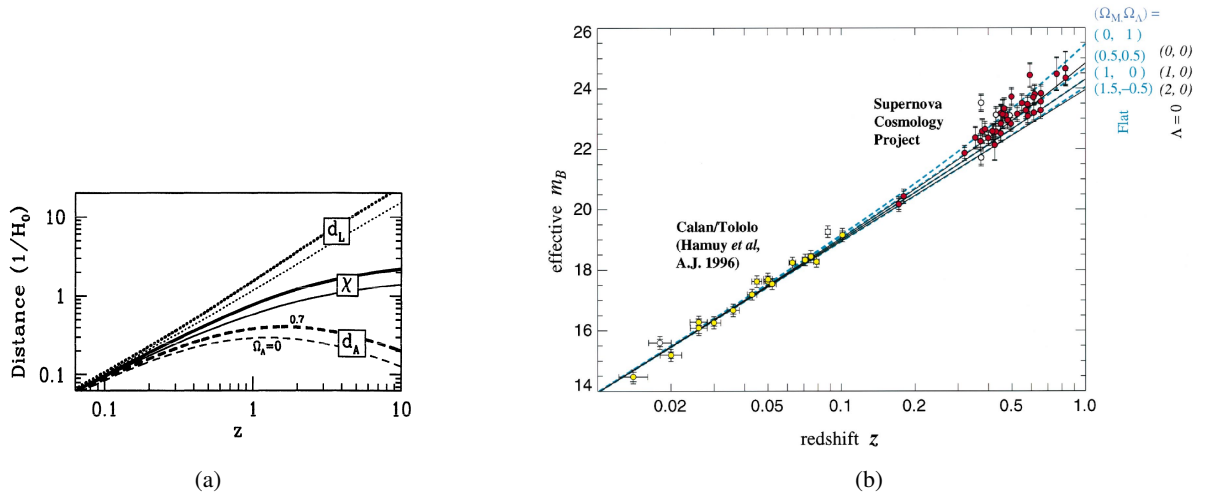 10
1
0.1
Distance (1/H₀)
d_L
χ
0.7
d_A
Ω_Λ=0
0.1
1
10
z
(a)
26
24
22
20
18
16
14
effective m_B
Supernova
Cosmology
Project
Calan/Tololo
(Hamuy et al,
A.J. 1996)
0.02
0.05
0.1
0.2
0.5
1.0
redshift z
(Ω_M, Ω_Λ) =
( 0, 1 )
(0.5,0.5) (0, 0)
( 1, 0 ) (1, 0)
(1.5,–0.5) (2, 0)
Flat
Λ = 0
(b)